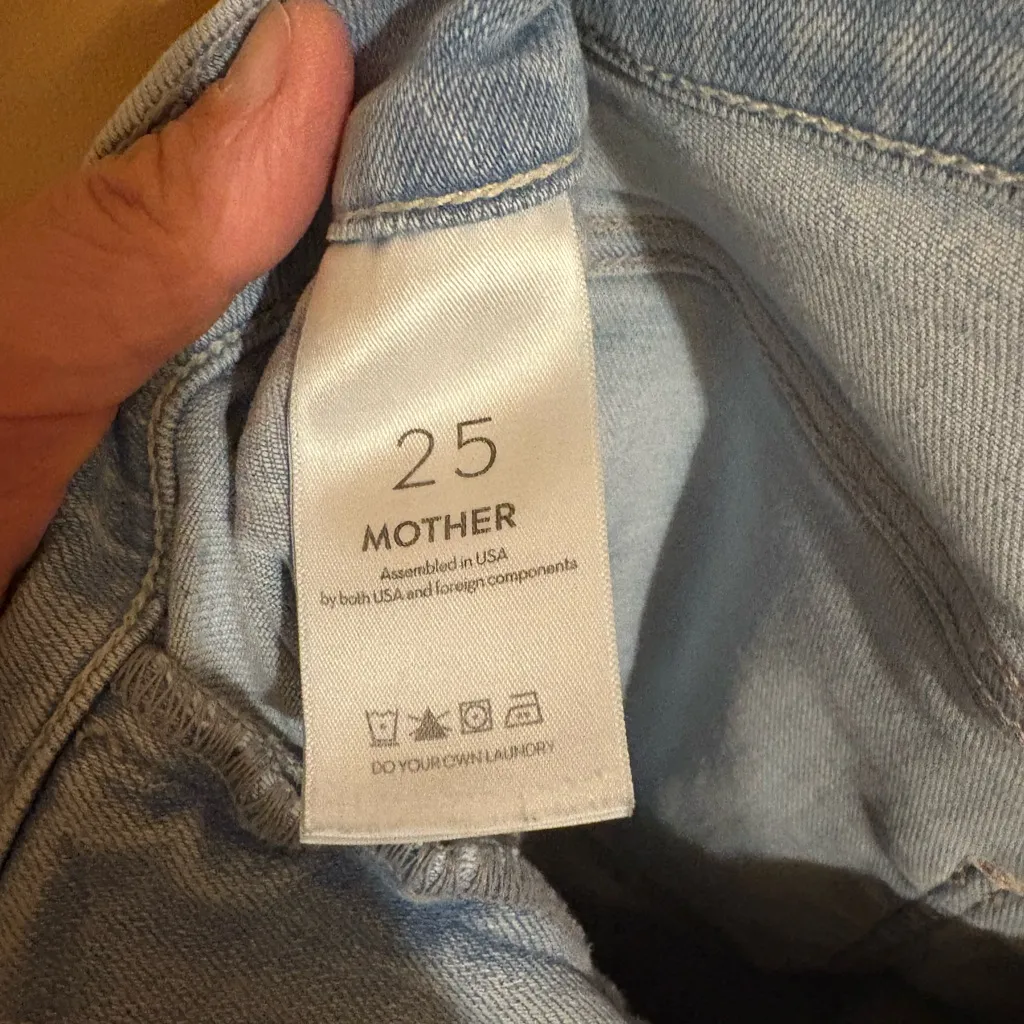 25
MOTHER
Assembled in USA
by both USA and foreign components
DO YOUR OWN LAUNDRY